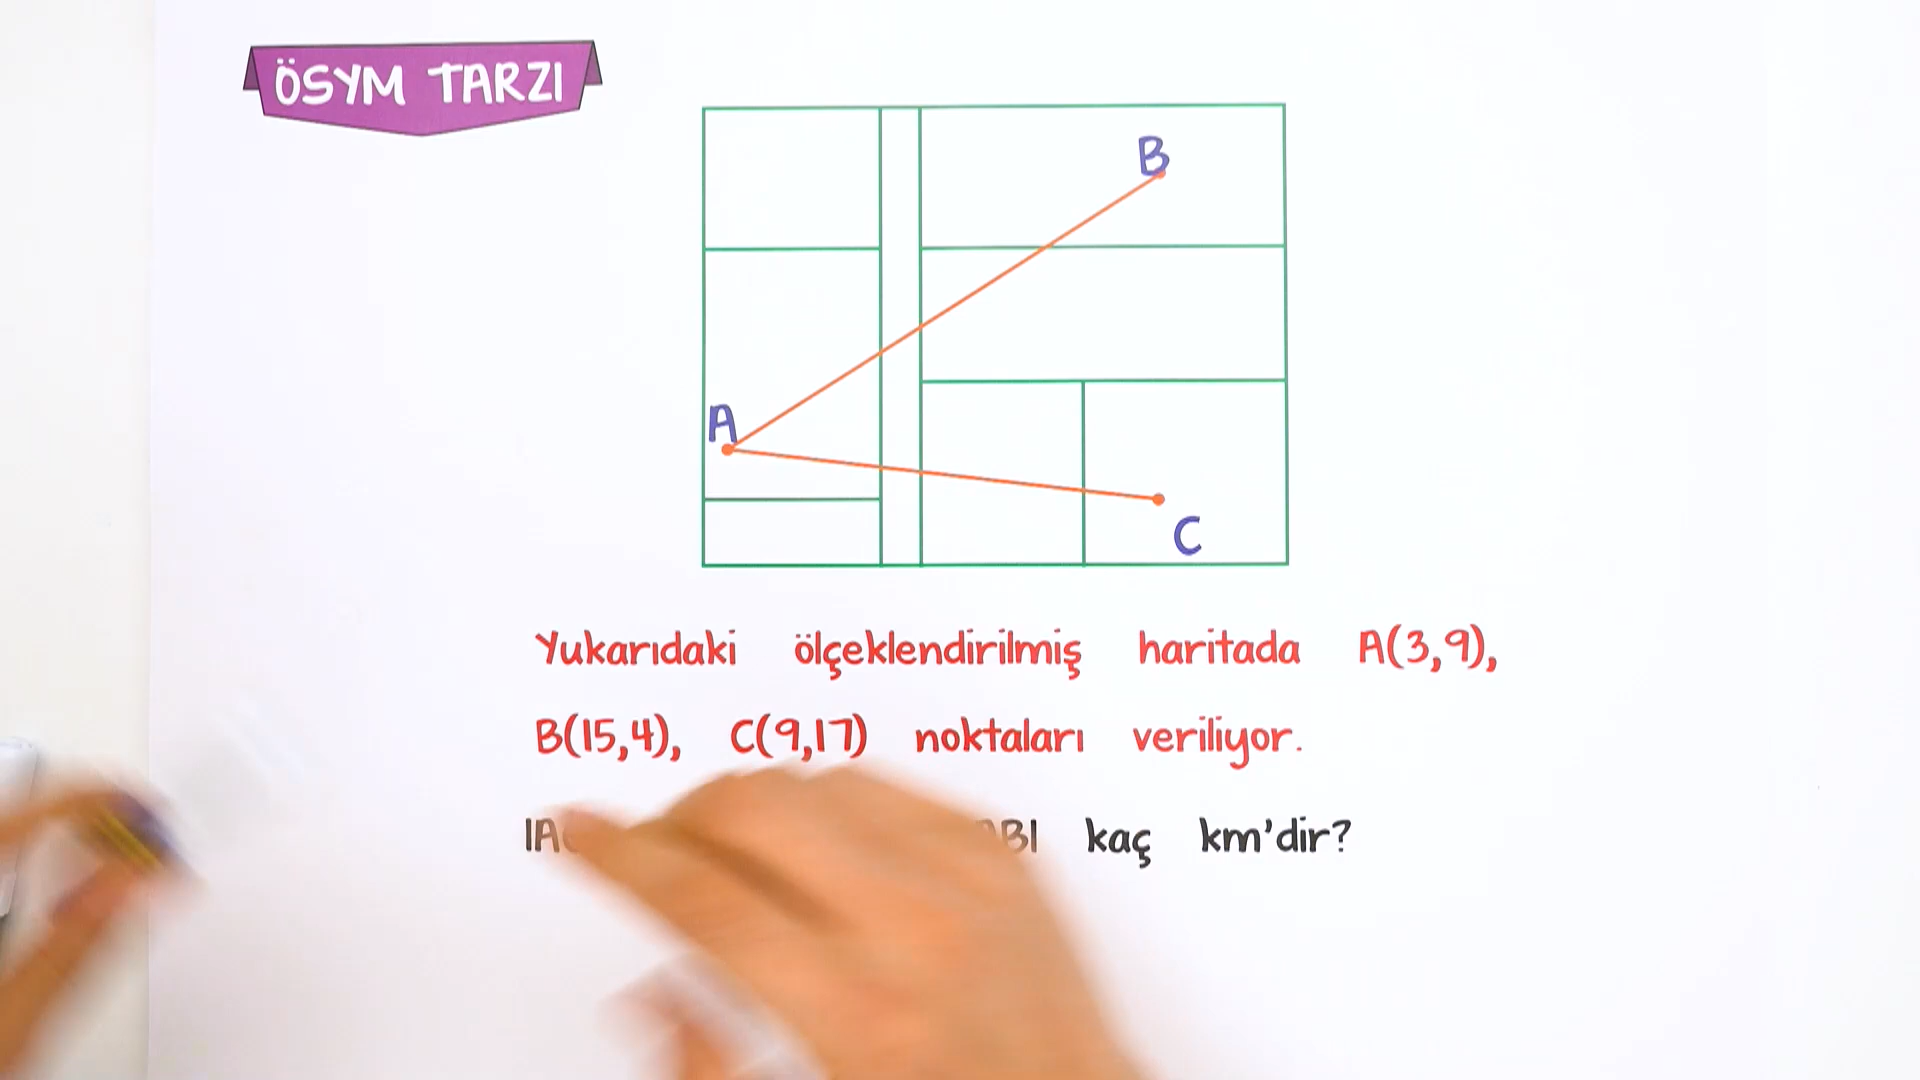 ÖSYM TARZI
B
A
C
Yukarıdaki ölçeklendirilmiş haritada A(3,9),
B(15,4), C(9,17) noktaları veriliyor.
kaç km'dir?